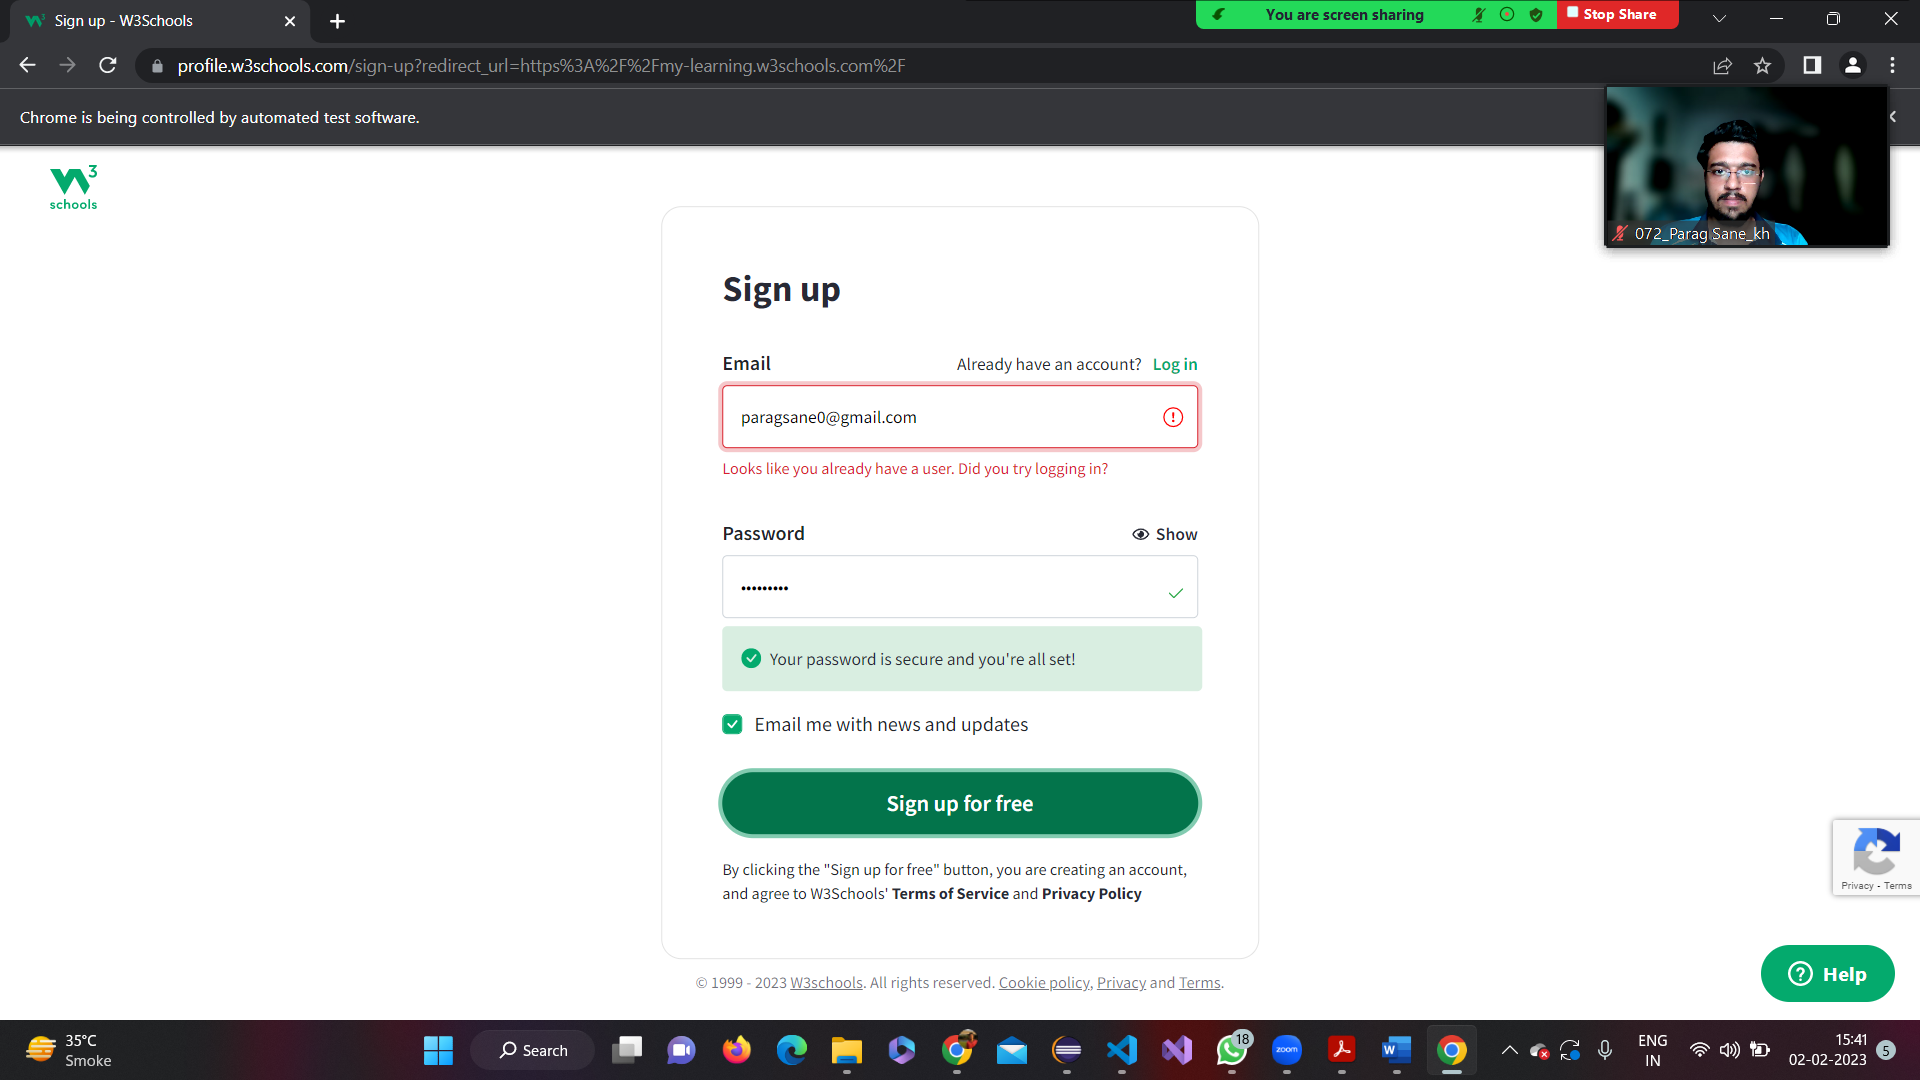 Sign up - W3Schools
You are screen sharing
Stop Share
profile.w3schools.com/sign-up?redirect_url=https%3A%2F%2Fmy-learning.w3schools.com%2F
Chrome is being controlled by automated test software.
072_Parag Sane_kh
W3
schools
Sign up
Email
Already have an account? Log in
paragsane0@gmail.com
Looks like you already have a user. Did you try logging in?
Password
Show
•••••••••
Your password is secure and you're all set!
Email me with news and updates
Sign up for free
By clicking the "Sign up for free" button, you are creating an account,
and agree to W3Schools' Terms of Service and Privacy Policy
Privacy - Terms
© 1999 - 2023 W3schools. All rights reserved. Cookie policy, Privacy and Terms.
Help
35°C
Smoke
Search
18
zoom
W
ENG
IN
15:41
02-02-2023
5